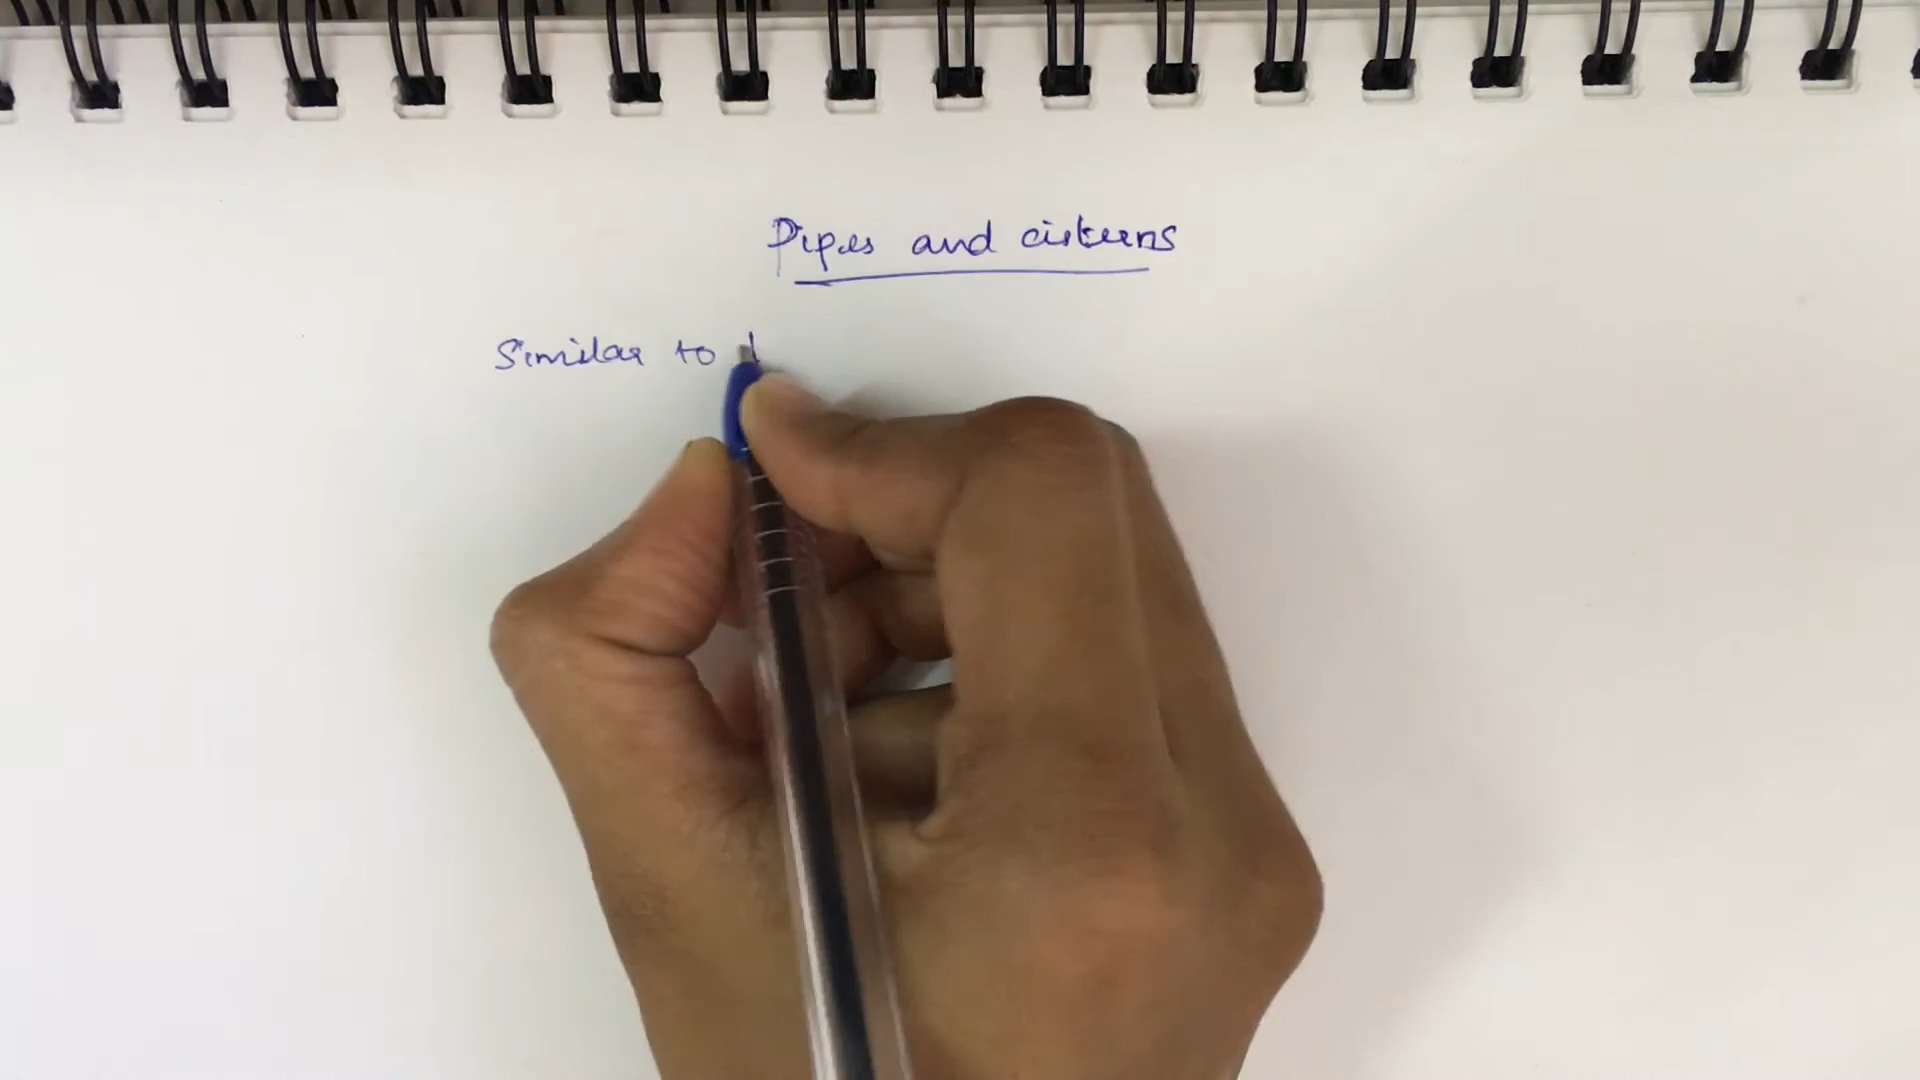 Pipes and cisterns
Similar to